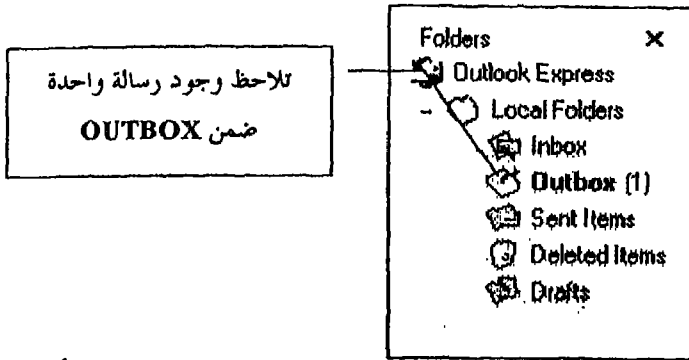 تلاحظ وجود رسالة واحدة
ضمن OUTBOX
Folders ×
Outlook Express
Local Folders
Inbox
Outbox (1)
Sent Items
Deleted Items
Drafts